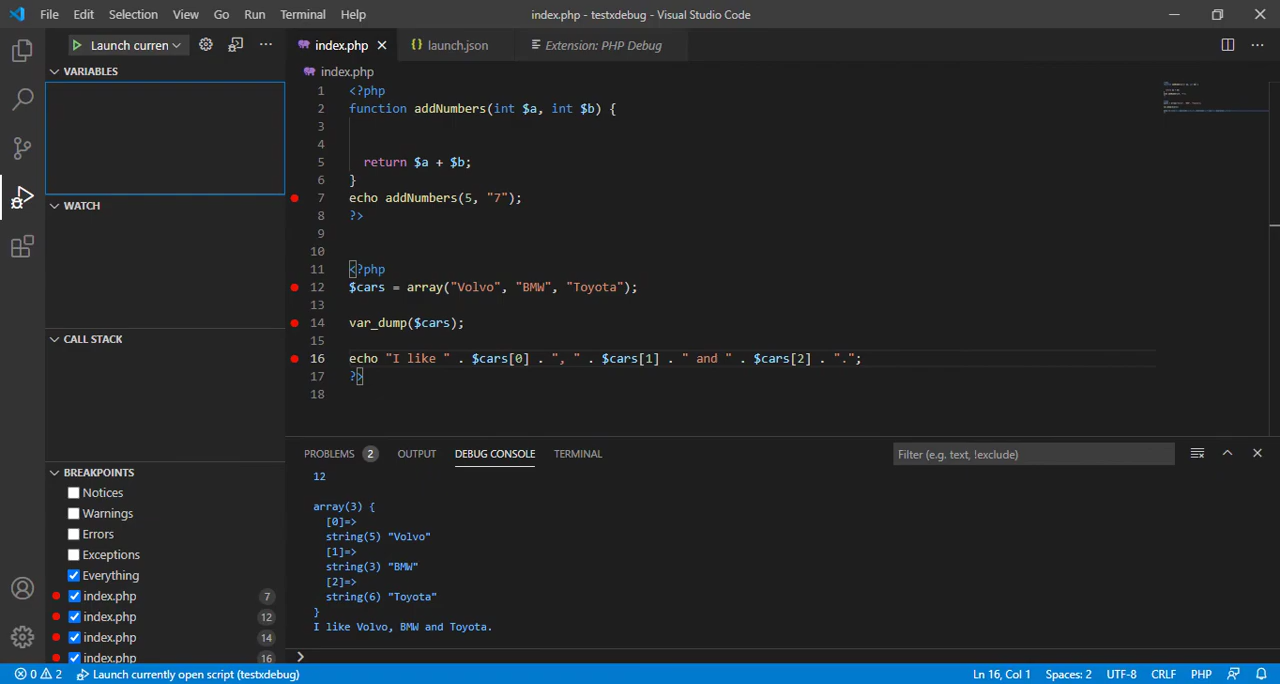 File Edit Selection View Go Run Terminal Help index.php - testxdebug - Visual Studio Code
Launch curren index.php launch.json Extension: PHP Debug
VARIABLES
index.php
1 <?php
2 function addNumbers(int $a, int $b) {
3
4
5 return $a + $b;
6 }
7 echo addNumbers(5, "7");
8 ?>
9
10
11 <?php
12 $cars = array("Volvo", "BMW", "Toyota");
13
14 var_dump($cars);
15
16 echo "I like " . $cars[0] . ", " . $cars[1] . " and " . $cars[2] . ".";
17 ?>
18
WATCH
CALL STACK
BREAKPOINTS
Notices
Warnings
Errors
Exceptions
Everything
index.php 7
index.php 12
index.php 14
index.php 16
PROBLEMS 2 OUTPUT DEBUG CONSOLE TERMINAL Filter (e.g. text, !exclude)
12
array(3) {
[0]=>
string(5) "Volvo"
[1]=>
string(3) "BMW"
[2]=>
string(6) "Toyota"
}
I like Volvo, BMW and Toyota.
0 2 Launch currently open script (testxdebug) Ln 16, Col 1 Spaces: 2 UTF-8 CRLF PHP